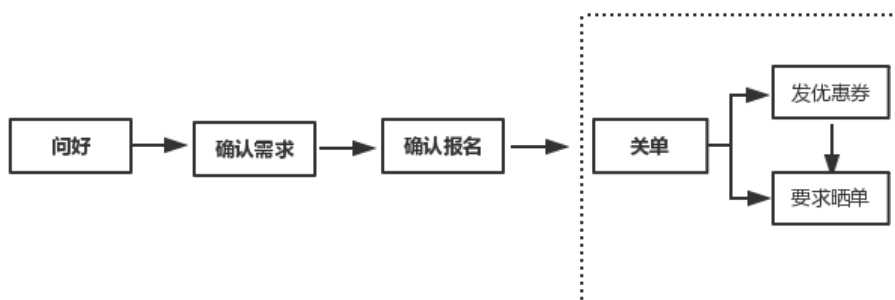 问好
确认需求
确认报名
关单
发优惠券
要求晒单